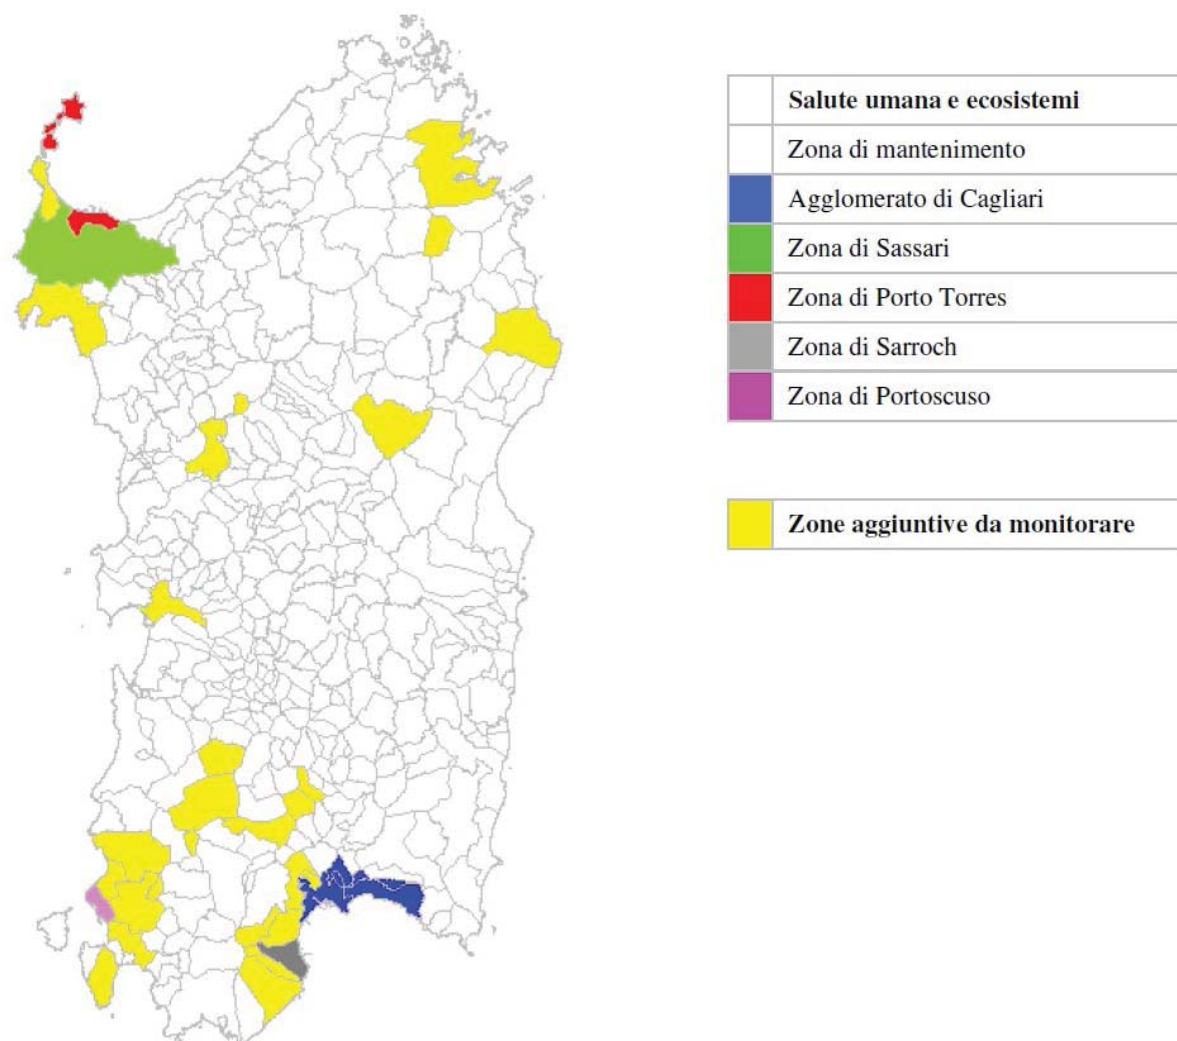 Salute umana e ecosistemi
Zona di mantenimento
Agglomerato di Cagliari
Zona di Sassari
Zona di Porto Torres
Zona di Sarroch
Zona di Portoscuso
Zone aggiuntive da monitorare